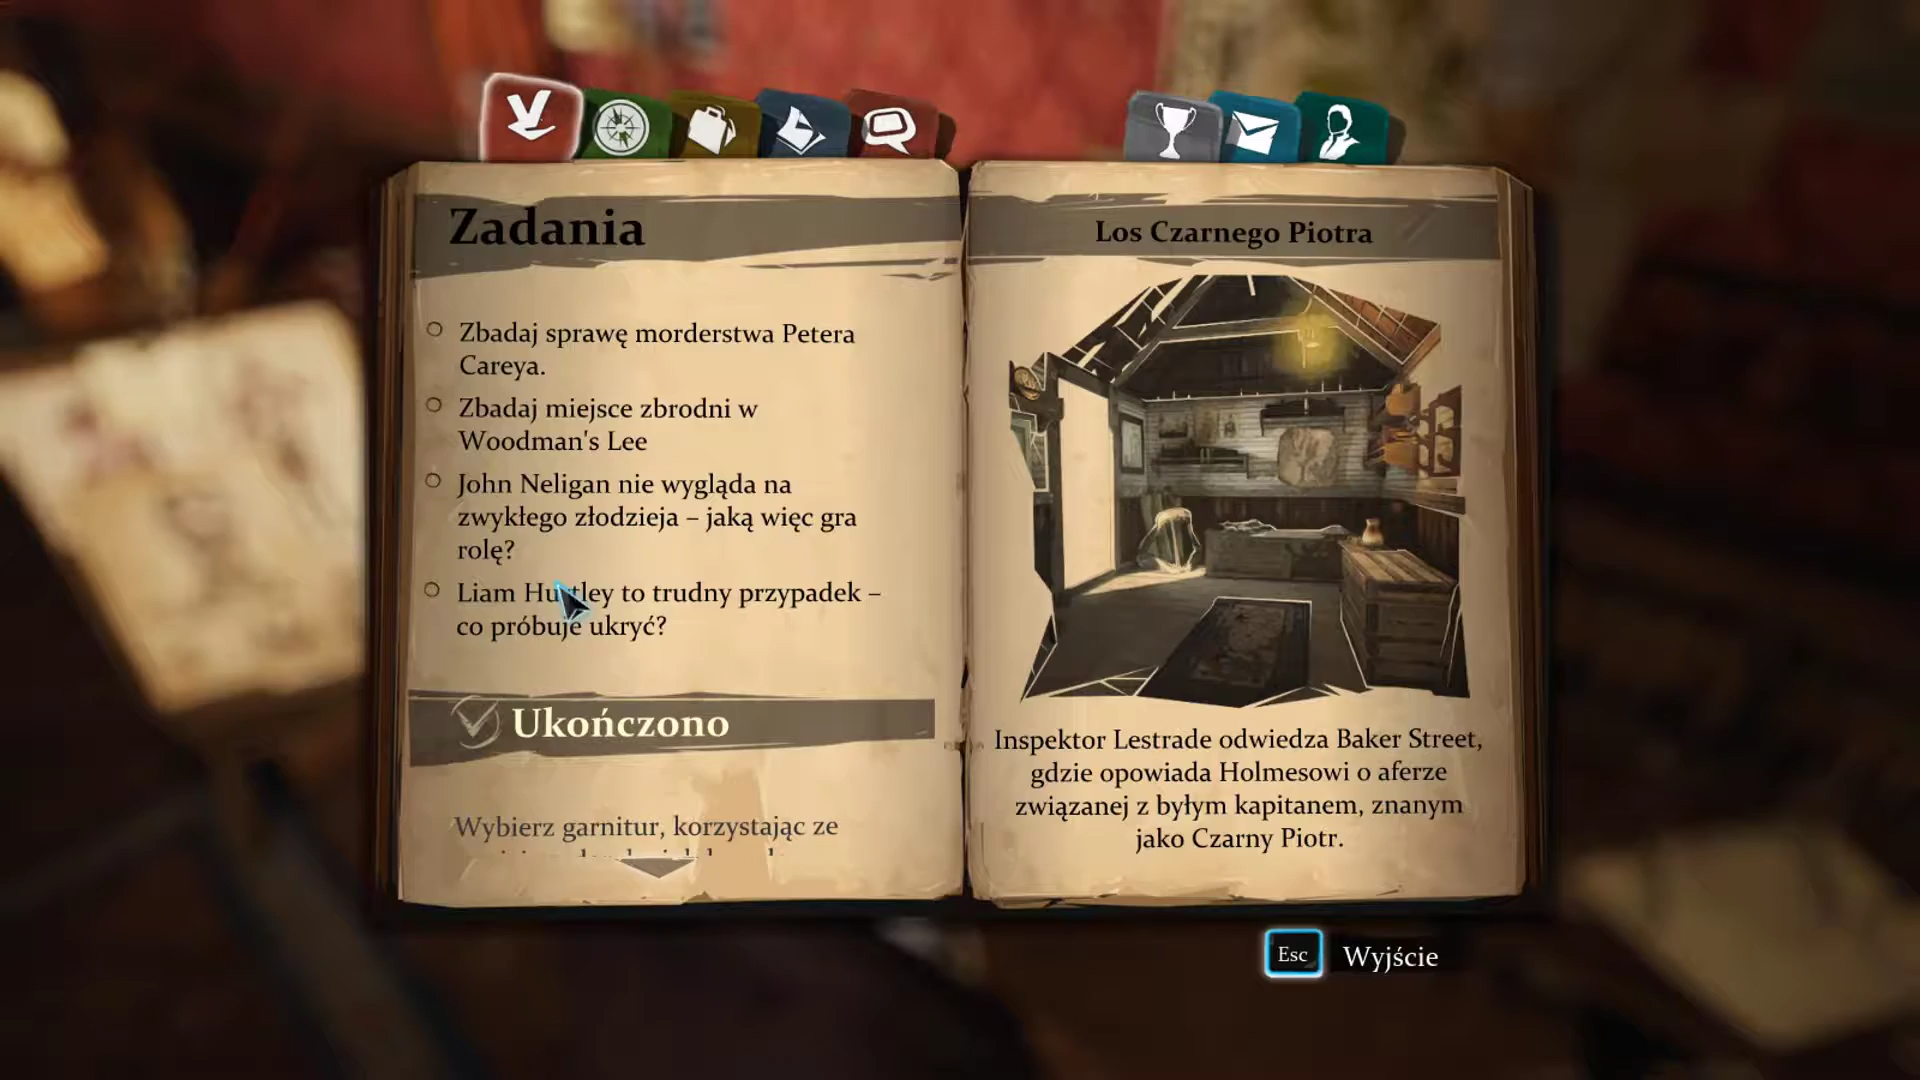 Zadania
Zbadaj sprawę morderstwa Petera
Careya.
Zbadaj miejsce zbrodni w
Woodman's Lee
John Neligan nie wygląda na
zwykłego złodzieja – jaką więc gra
rolę?
Liam Hurtley to trudny przypadek –
co próbuje ukryć?
Ukończono
Wybierz garnitur, korzystając ze
Los Czarnego Piotra
Inspektor Lestrade odwiedza Baker Street,
gdzie opowiada Holmesowi o aferze
związanej z byłym kapitanem, znanym
jako Czarny Piotr.
Esc Wyjście